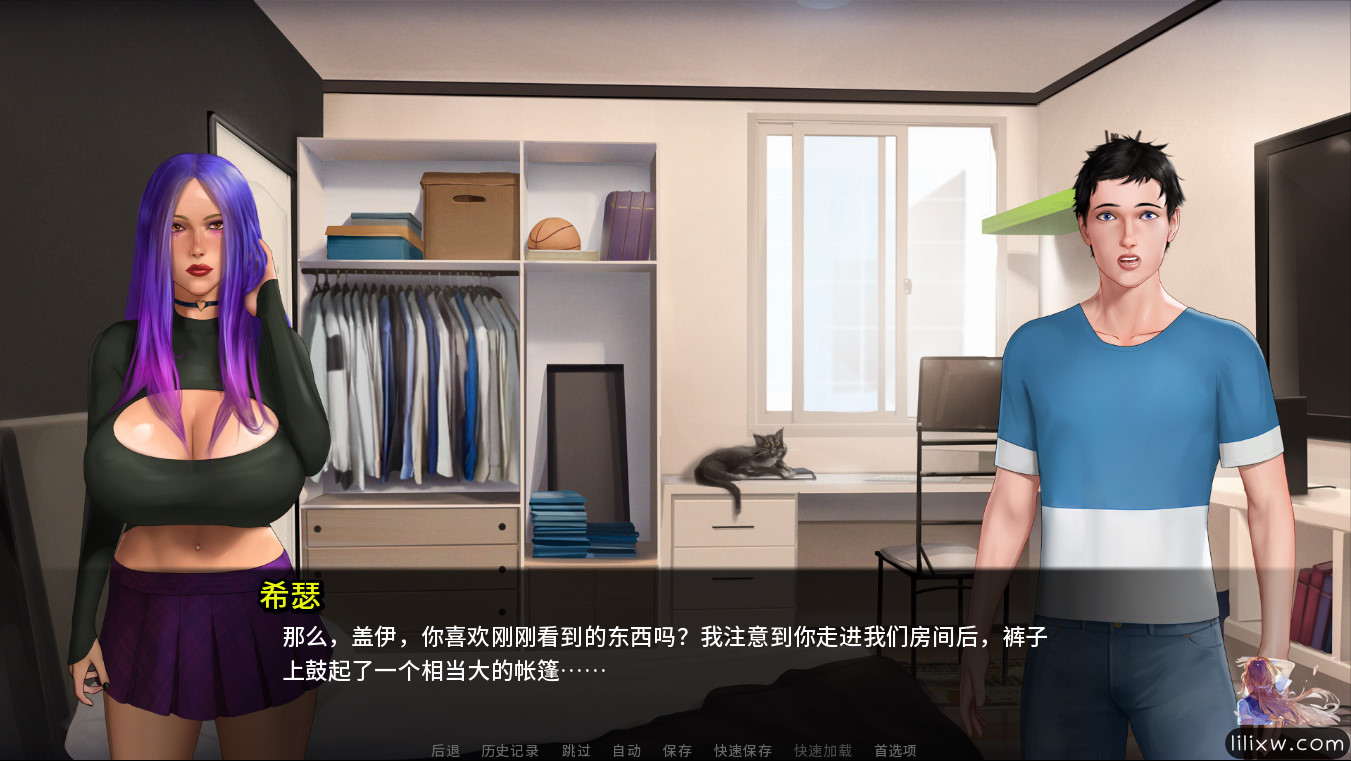 希瑟
那么，盖伊，你喜欢刚刚看到的东西吗？我注意到你走进我们房间后，裤子
上鼓起了一个相当大的帐篷……
后退 历史记录 跳过 自动 保存 快速保存 快速加载 首选项
lilixw.com